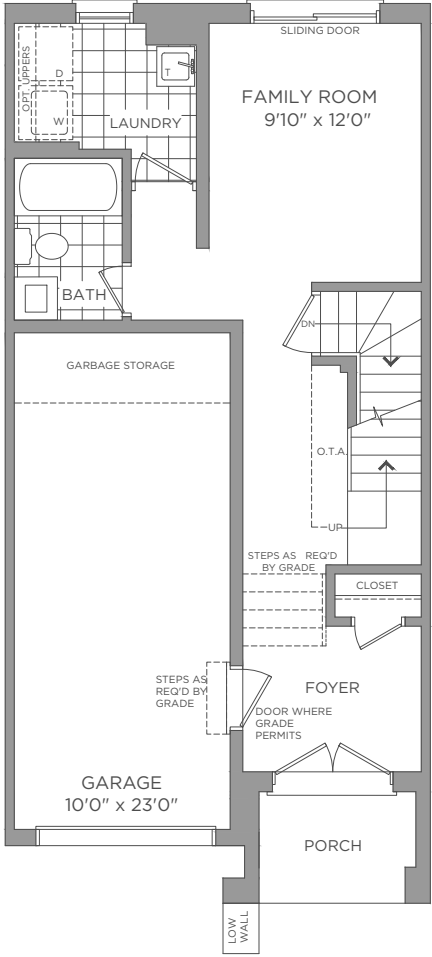 SLIDING DOOR
OPT. UPPERS
D
T
W
FAMILY ROOM
9'10" x 12'0"
LAUNDRY
BATH
DN
GARBAGE STORAGE
O.T.A.
UP
STEPS AS REQ'D
BY GRADE
CLOSET
STEPS AS
REQ'D BY
GRADE
FOYER
DOOR WHERE
GRADE
PERMITS
GARAGE
10'0" x 23'0"
PORCH
LOW
WALL